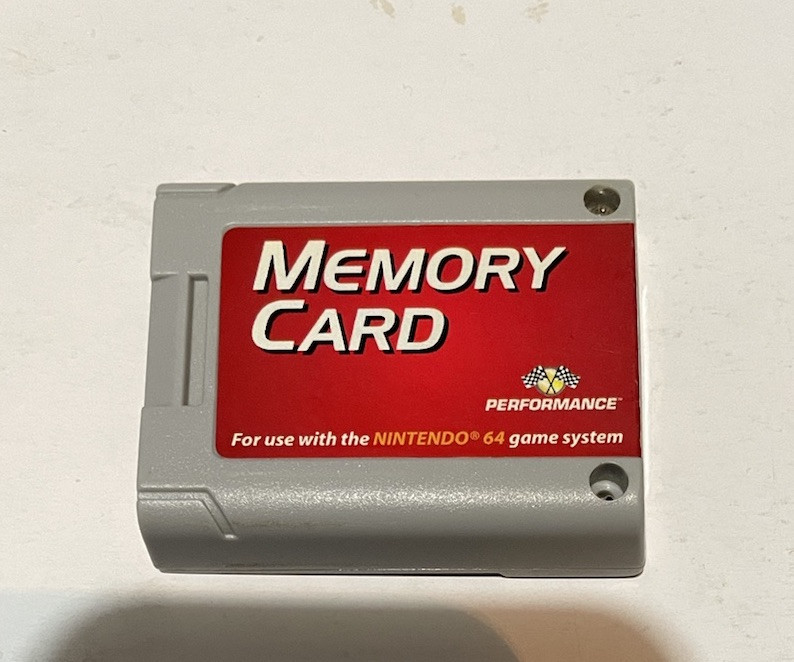 MEMORY
CARD
PERFORMANCE™
For use with the NINTENDO® 64 game system